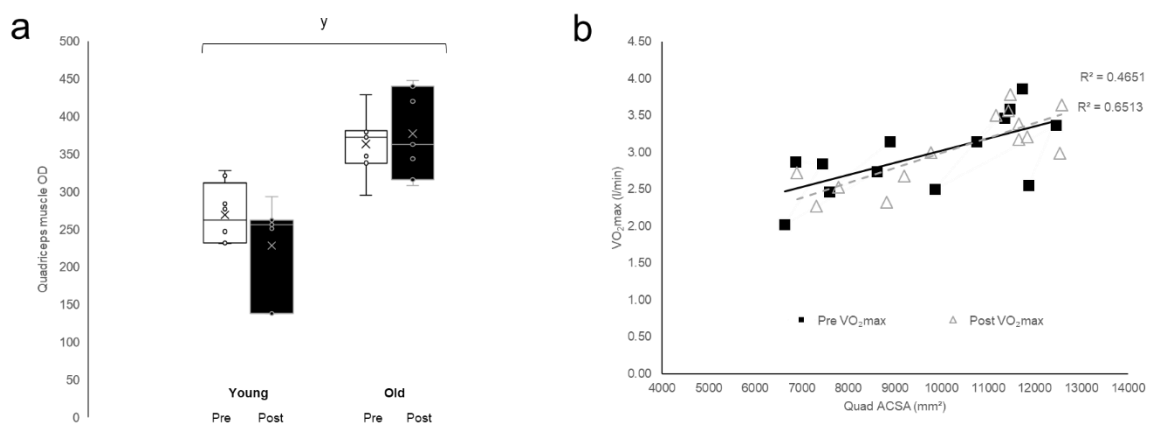 a
y
500
450
400
350
300
250
200
150
100
50
0
Quadriceps muscle OD
Young
Old
Pre
Post
Pre
Post
b
4.50
4.00
3.50
3.00
2.50
2.00
1.50
1.00
0.50
0.00
VO₂max (l/min)
R² = 0.4651
R² = 0.6513
Pre VO₂max
Post VO₂max
4000 5000 6000 7000 8000 9000 10000 11000 12000 13000 14000
Quad ACSA (mm²)